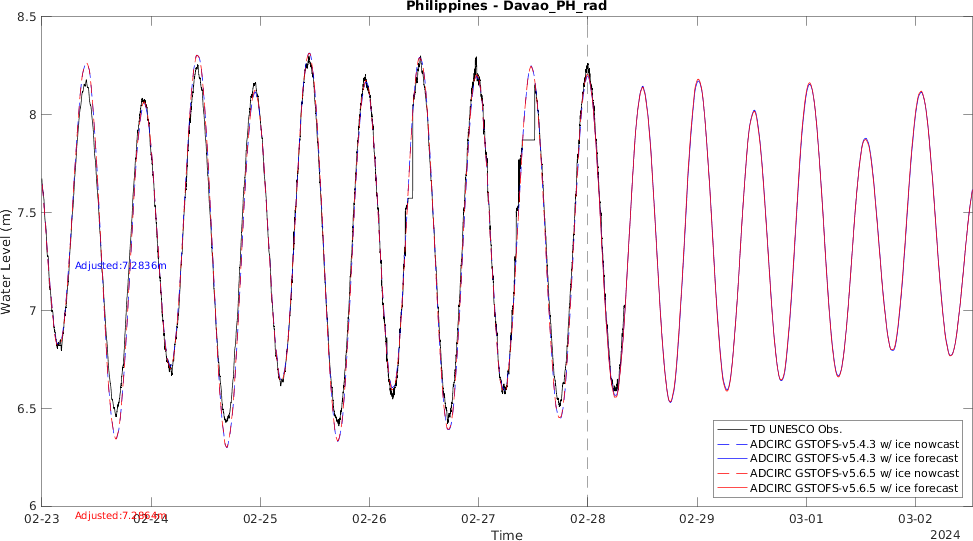 Philippines - Davao_PH_rad
8.5
8
7.5
7
6.5
6
Water Level (m)
Adjusted:7.2836m
Adjusted:7.2864m
TD UNESCO Obs.
ADCIRC GSTOFS-v5.4.3 w/ ice nowcast
ADCIRC GSTOFS-v5.4.3 w/ ice forecast
ADCIRC GSTOFS-v5.6.5 w/ ice nowcast
ADCIRC GSTOFS-v5.6.5 w/ ice forecast
02-23 02-24 02-25 02-26 02-27 02-28 02-29 03-01 03-02
Time
2024